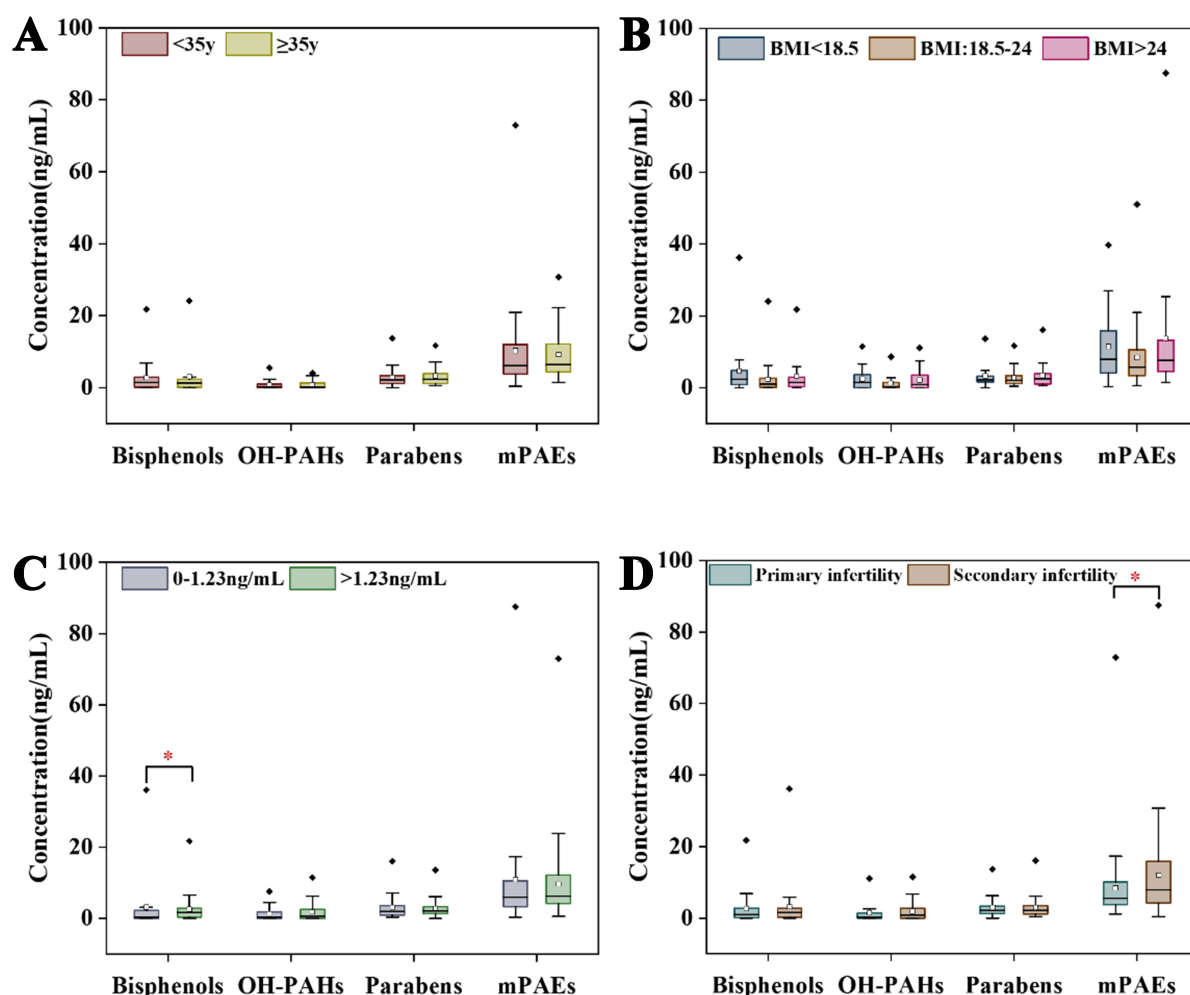 A
<35y ≥35y
Concentration(ng/mL)
100
80
60
40
20
0
Bisphenols OH-PAHs Parabens mPAEs
B
BMI<18.5 BMI:18.5-24 BMI>24
Concentration(ng/mL)
100
80
60
40
20
0
Bisphenols OH-PAHs Parabens mPAEs
C
0-1.23ng/mL >1.23ng/mL
*
Concentration(ng/mL)
100
80
60
40
20
0
Bisphenols OH-PAHs Parabens mPAEs
D
Primary infertility Secondary infertility
*
Concentration(ng/mL)
100
80
60
40
20
0
Bisphenols OH-PAHs Parabens mPAEs